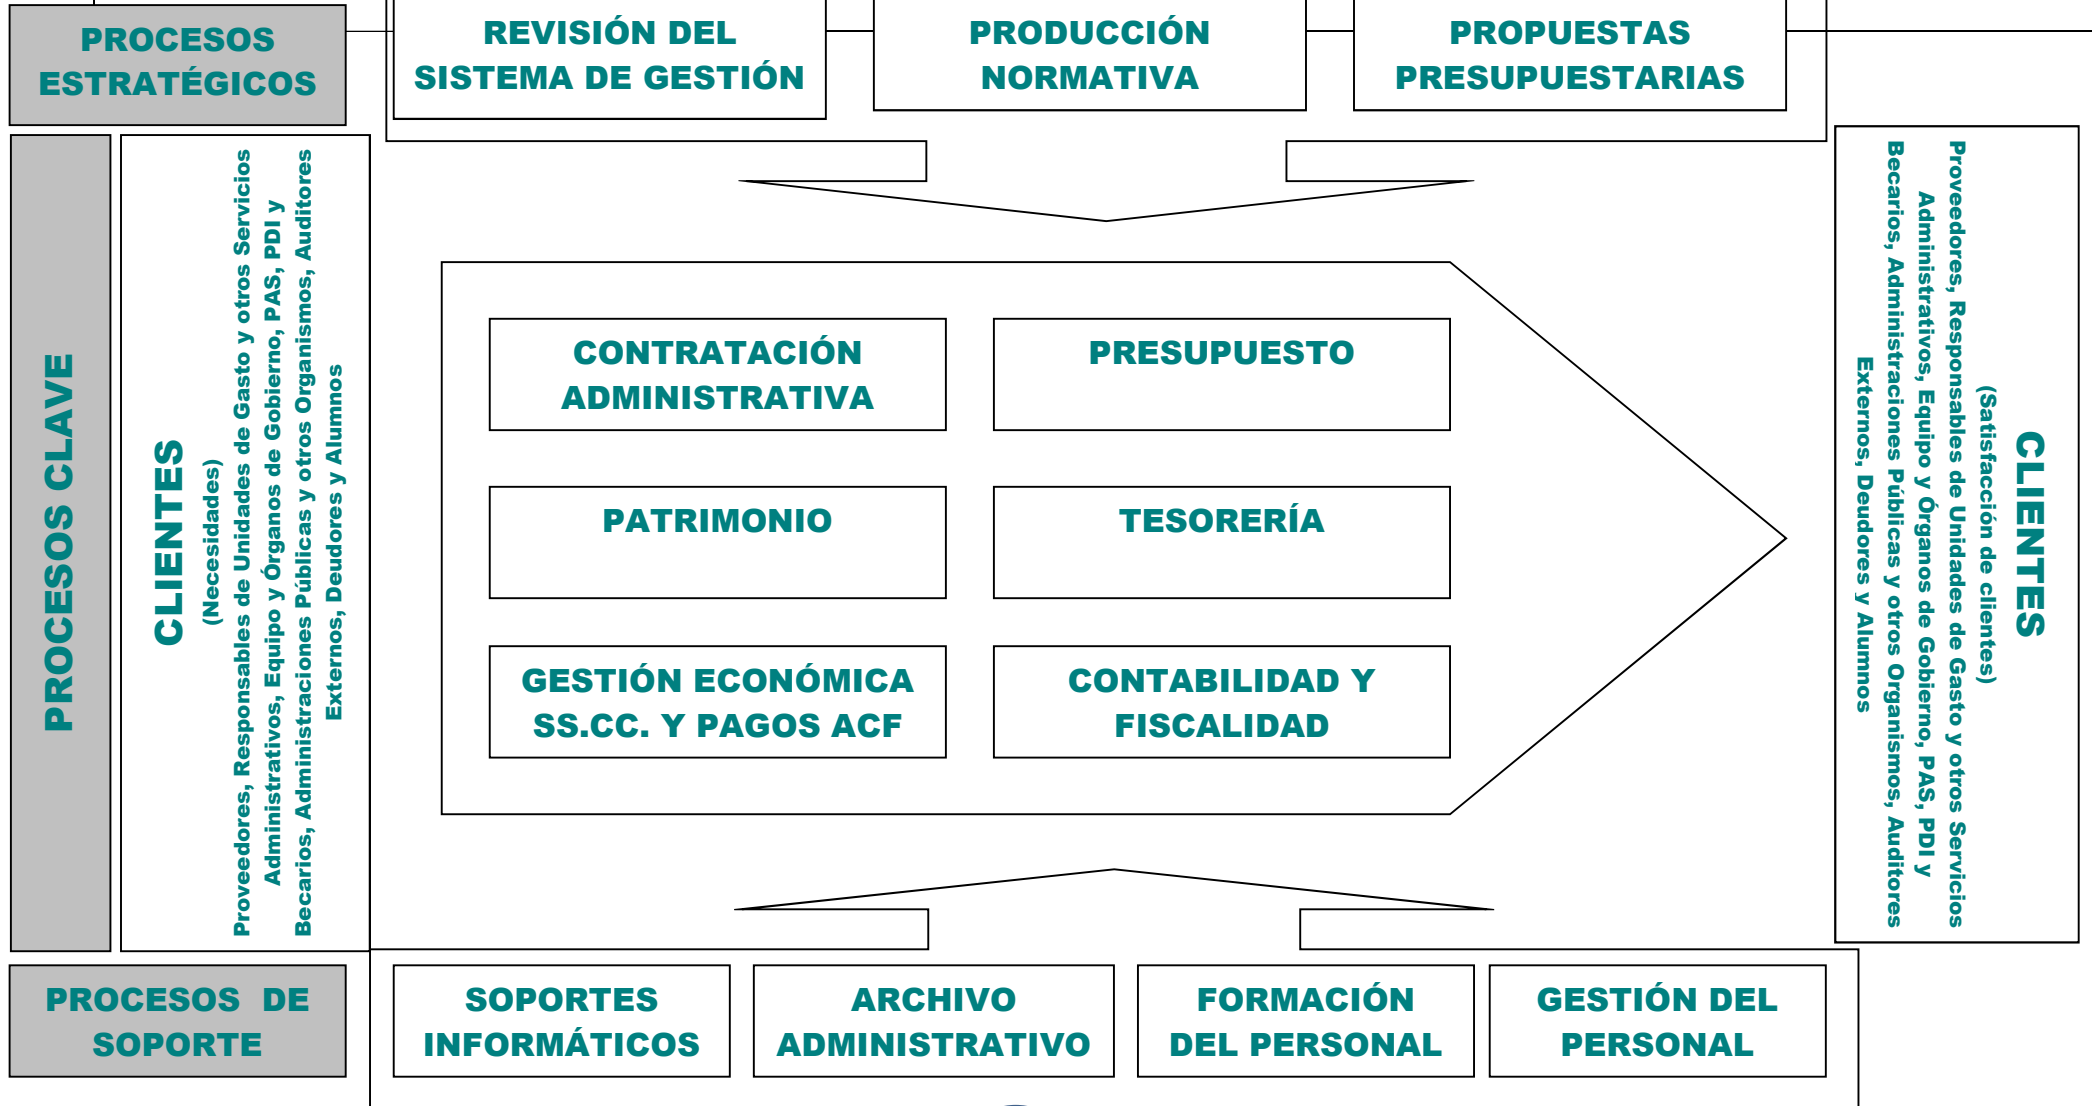 PROCESOS
ESTRATÉGICOS
REVISIÓN DEL
SISTEMA DE GESTIÓN
PRODUCCIÓN
NORMATIVA
PROPUESTAS
PRESUPUESTARIAS
PROCESOS CLAVE
CLIENTES
(Necesidades)
Proveedores, Responsables de Unidades de Gasto y otros Servicios
Administrativos, Equipo y Órganos de Gobierno, PAS, PDI y
Becarios, Administraciones Públicas y otros Organismos, Auditores
Externos, Deudores y Alumnos
CONTRATACIÓN
ADMINISTRATIVA
PRESUPUESTO
PATRIMONIO
TESORERÍA
GESTIÓN ECONÓMICA
SS.CC. Y PAGOS ACF
CONTABILIDAD Y
FISCALIDAD
CLIENTES
(Satisfacción de clientes)
Proveedores, Responsables de Unidades de Gasto y otros Servicios
Administrativos, Equipo y Órganos de Gobierno, PAS, PDI y
Becarios, Administraciones Públicas y otros Organismos, Auditores
Externos, Deudores y Alumnos
PROCESOS DE
SOPORTE
SOPORTES
INFORMÁTICOS
ARCHIVO
ADMINISTRATIVO
FORMACIÓN
DEL PERSONAL
GESTIÓN DEL
PERSONAL